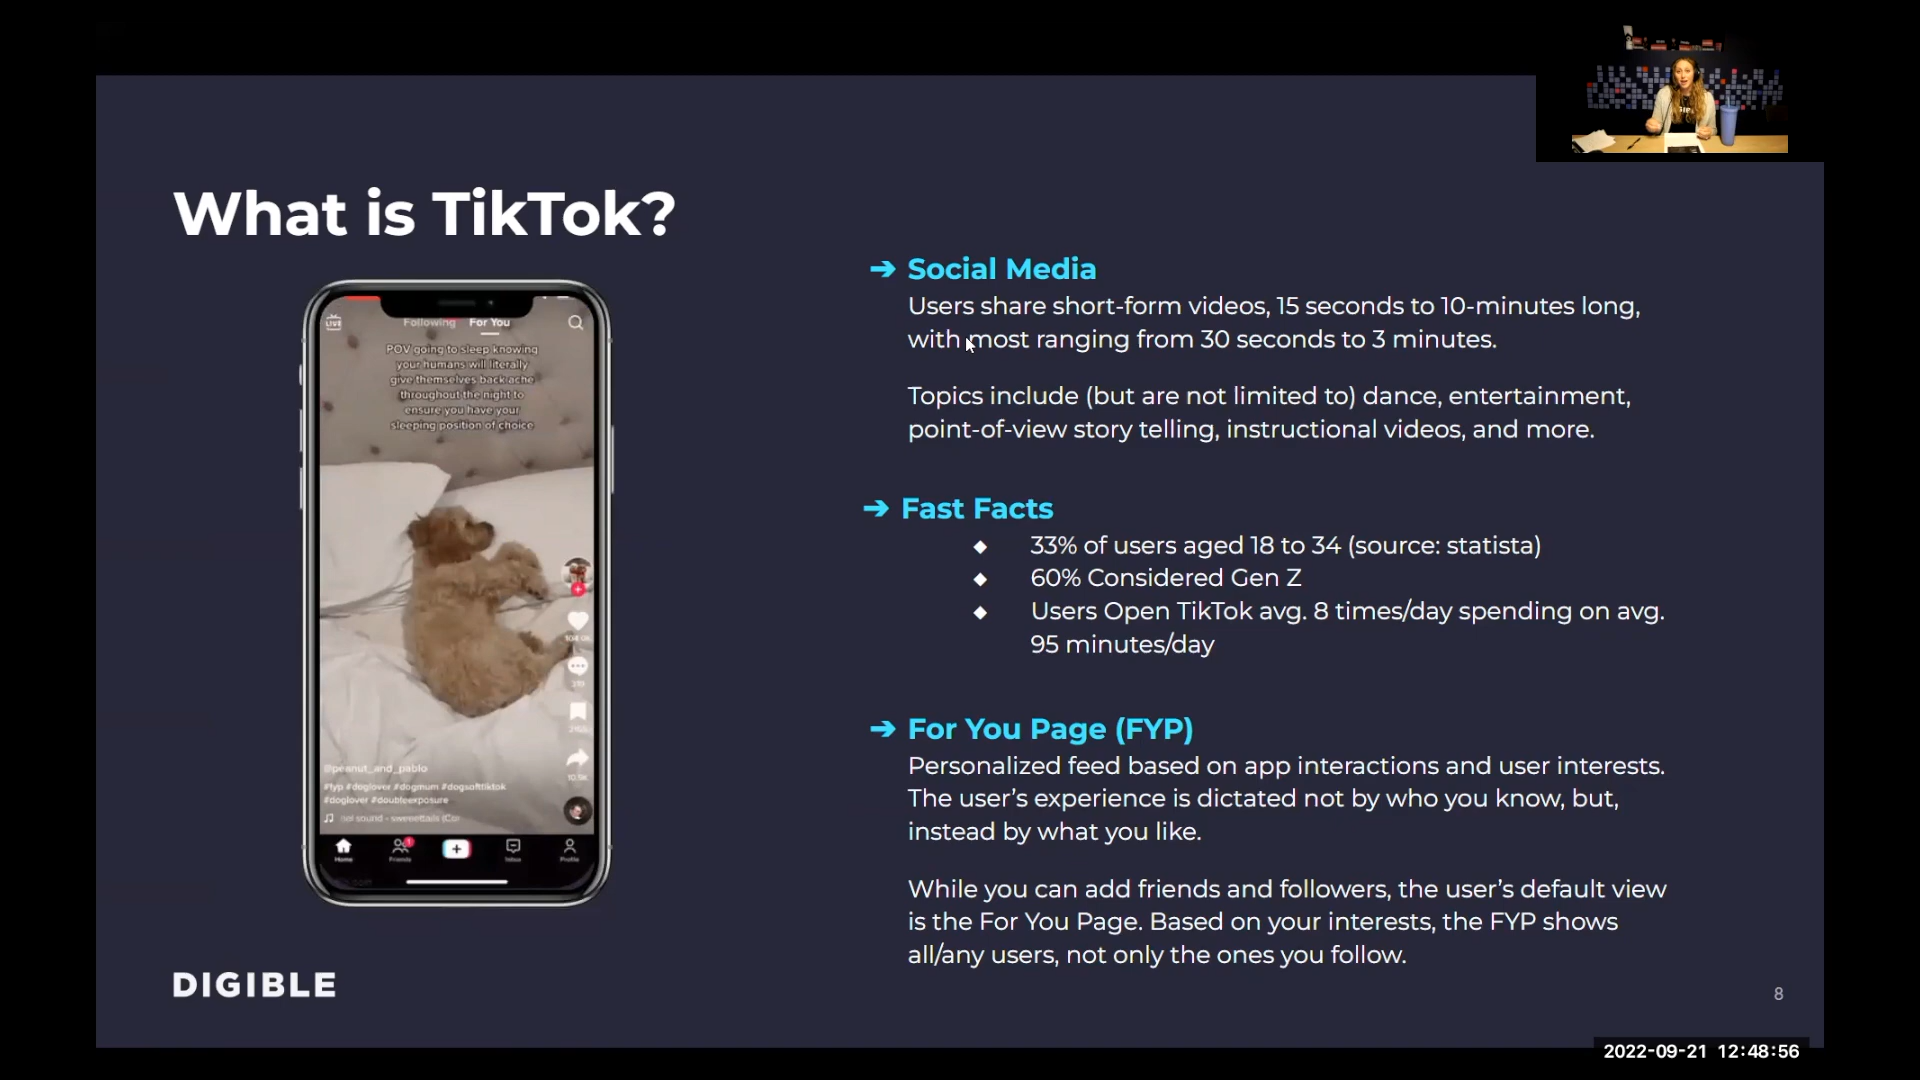 What is TikTok?
LIVE
Following For You
POV going to sleep knowing
your humans will literally
give themselves back ache
throughout the night to
ensure you have your
sleeping position of choice
@peanut_and_pablo
#fyp #doglover #dogmum #dogsofttiktok
#doglover #doubleexposure
Home
Friends
Inbox
Profile
➔ Social Media
Users share short-form videos, 15 seconds to 10-minutes long,
with most ranging from 30 seconds to 3 minutes.
Topics include (but are not limited to) dance, entertainment,
point-of-view story telling, instructional videos, and more.
➔ Fast Facts
◆ 33% of users aged 18 to 34 (source: statista)
◆ 60% Considered Gen Z
◆ Users Open TikTok avg. 8 times/day spending on avg.
95 minutes/day
➔ For You Page (FYP)
Personalized feed based on app interactions and user interests.
The user’s experience is dictated not by who you know, but,
instead by what you like.
While you can add friends and followers, the user’s default view
is the For You Page. Based on your interests, the FYP shows
all/any users, not only the ones you follow.
DIGIBLE
8
2022-09-21 12:48:56